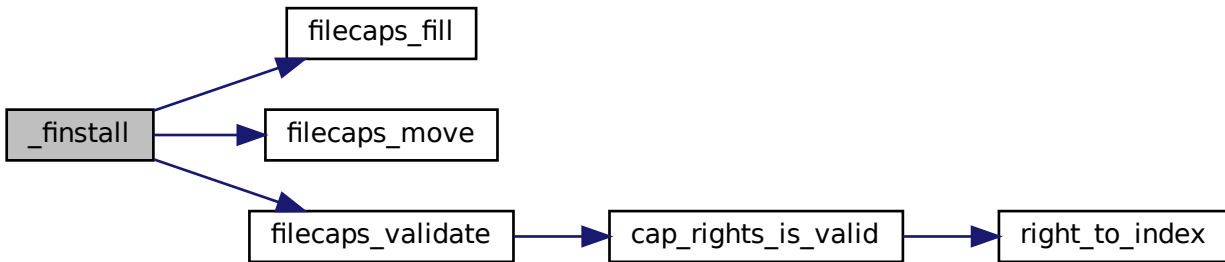 filecaps_fill
_finstall
filecaps_move
filecaps_validate
cap_rights_is_valid
right_to_index